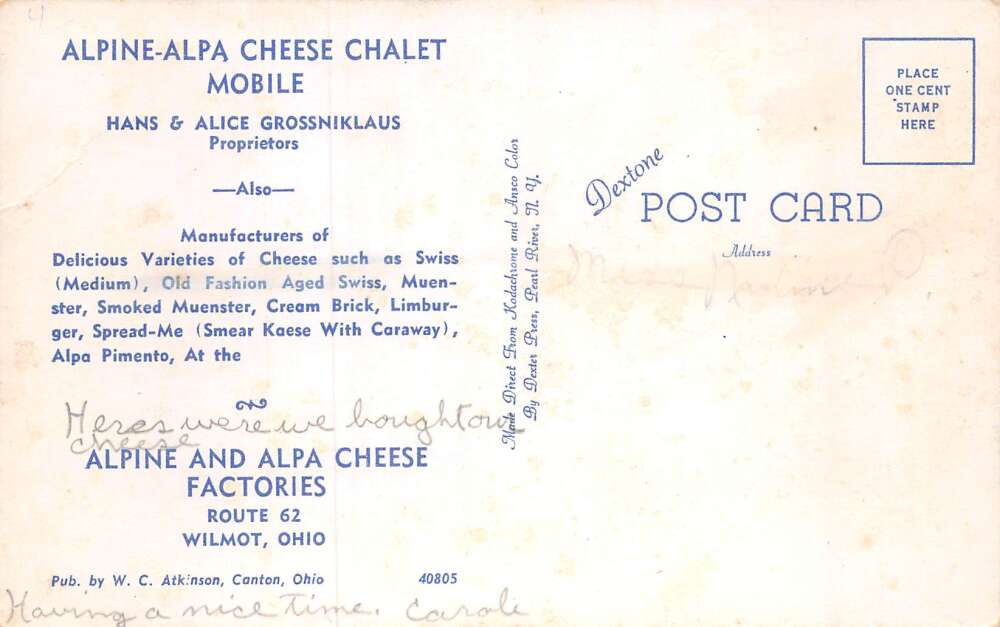 4
ALPINE-ALPA CHEESE CHALET
MOBILE
HANS & ALICE GROSSNIKLAUS
Proprietors
—Also—
Manufacturers of
Delicious Varieties of Cheese such as Swiss
(Medium), Old Fashion Aged Swiss, Muen-
ster, Smoked Muenster, Cream Brick, Limbur-
ger, Spread-Me (Smear Kaese With Caraway),
Alpa Pimento, At the
Heres were we bought our
cheese
ALPINE AND ALPA CHEESE
FACTORIES
ROUTE 62
WILMOT, OHIO
Pub. by W. C. Atkinson, Canton, Ohio 40805
Having a nice time. Carole
Made Direct From Kodachrome and Ansco Color
By Dexter Press, Pearl River, N. Y.
Dextone
POST CARD
Address
PLACE
ONE CENT
STAMP
HERE
Miss